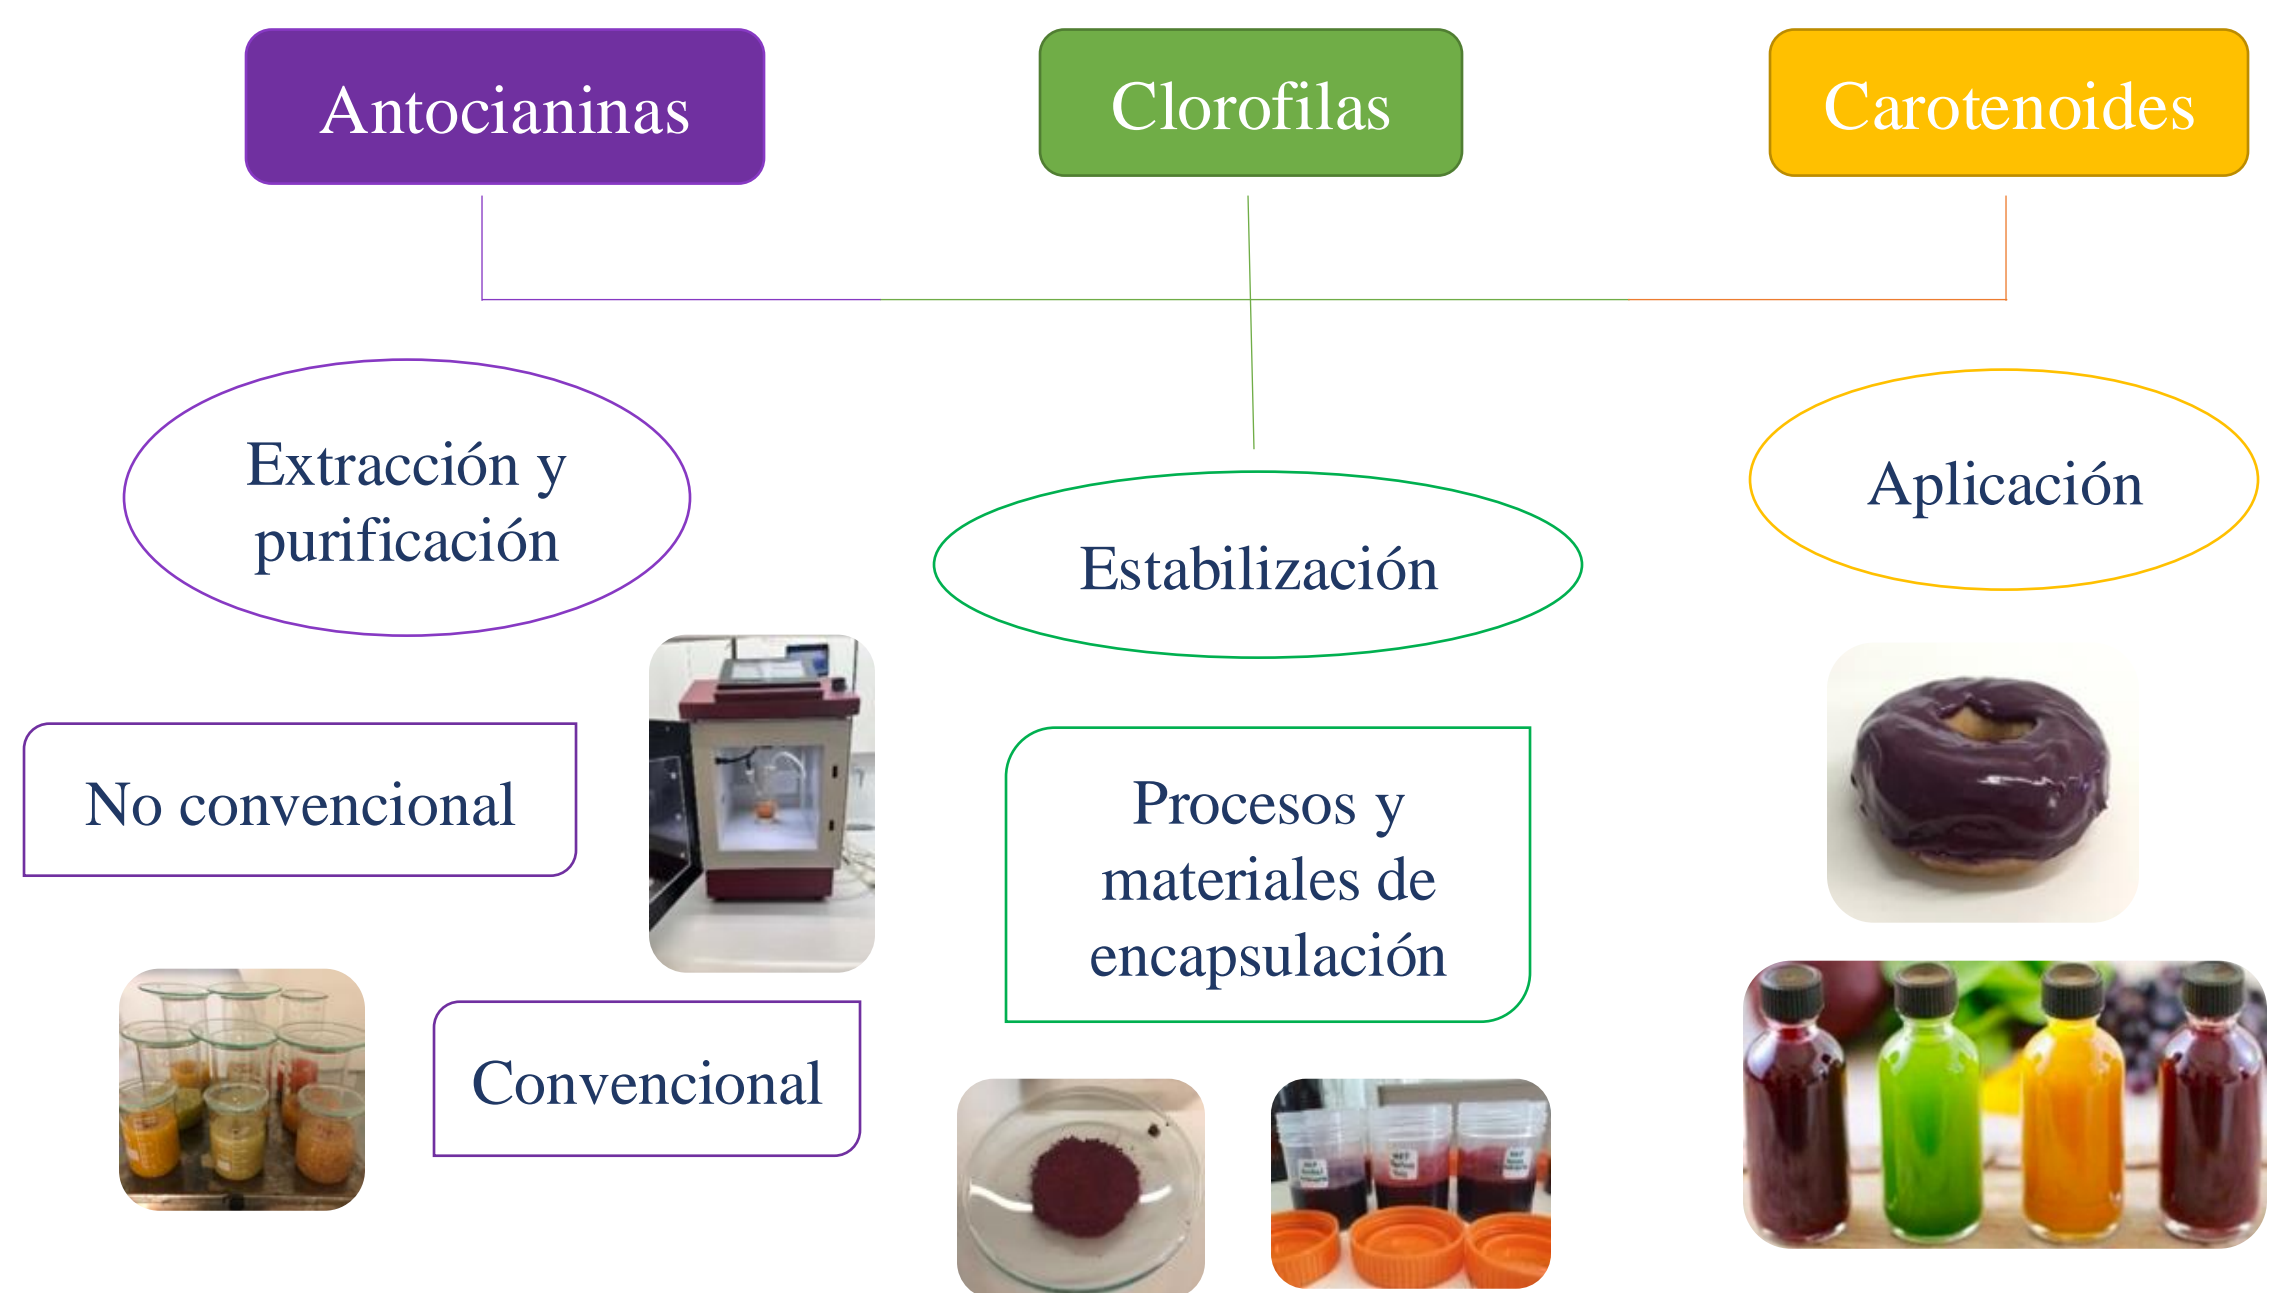 Antocianinas
Clorofilas
Carotenoides
Extracción y
purificación
Estabilización
Aplicación
No convencional
Convencional
Procesos y
materiales de
encapsulación